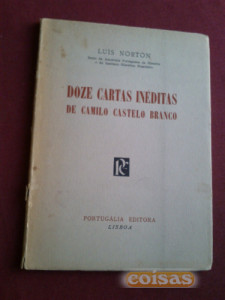 LUÍS NORTON
DOZE CARTAS INÉDITAS
DE CAMILO CASTELO BRANCO
PORTUGÁLIA EDITORA
LISBOA
coisas